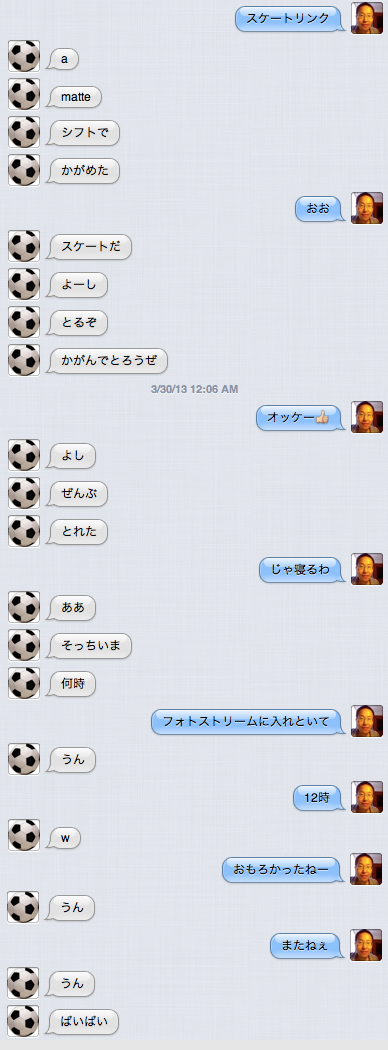 スケートリンク
a
matte
シフトで
かがめた
おお
スケートだ
よーし
とるぞ
かがんでとろうぜ
3/30/13 12:06 AM
オッケー👍
よし
ぜんぶ
とれた
じゃ寝るわ
ああ
そっちいま
何時
フォトストリームに入れといて
うん
12時
w
おもろかったねー
うん
またねぇ
うん
ばいばい